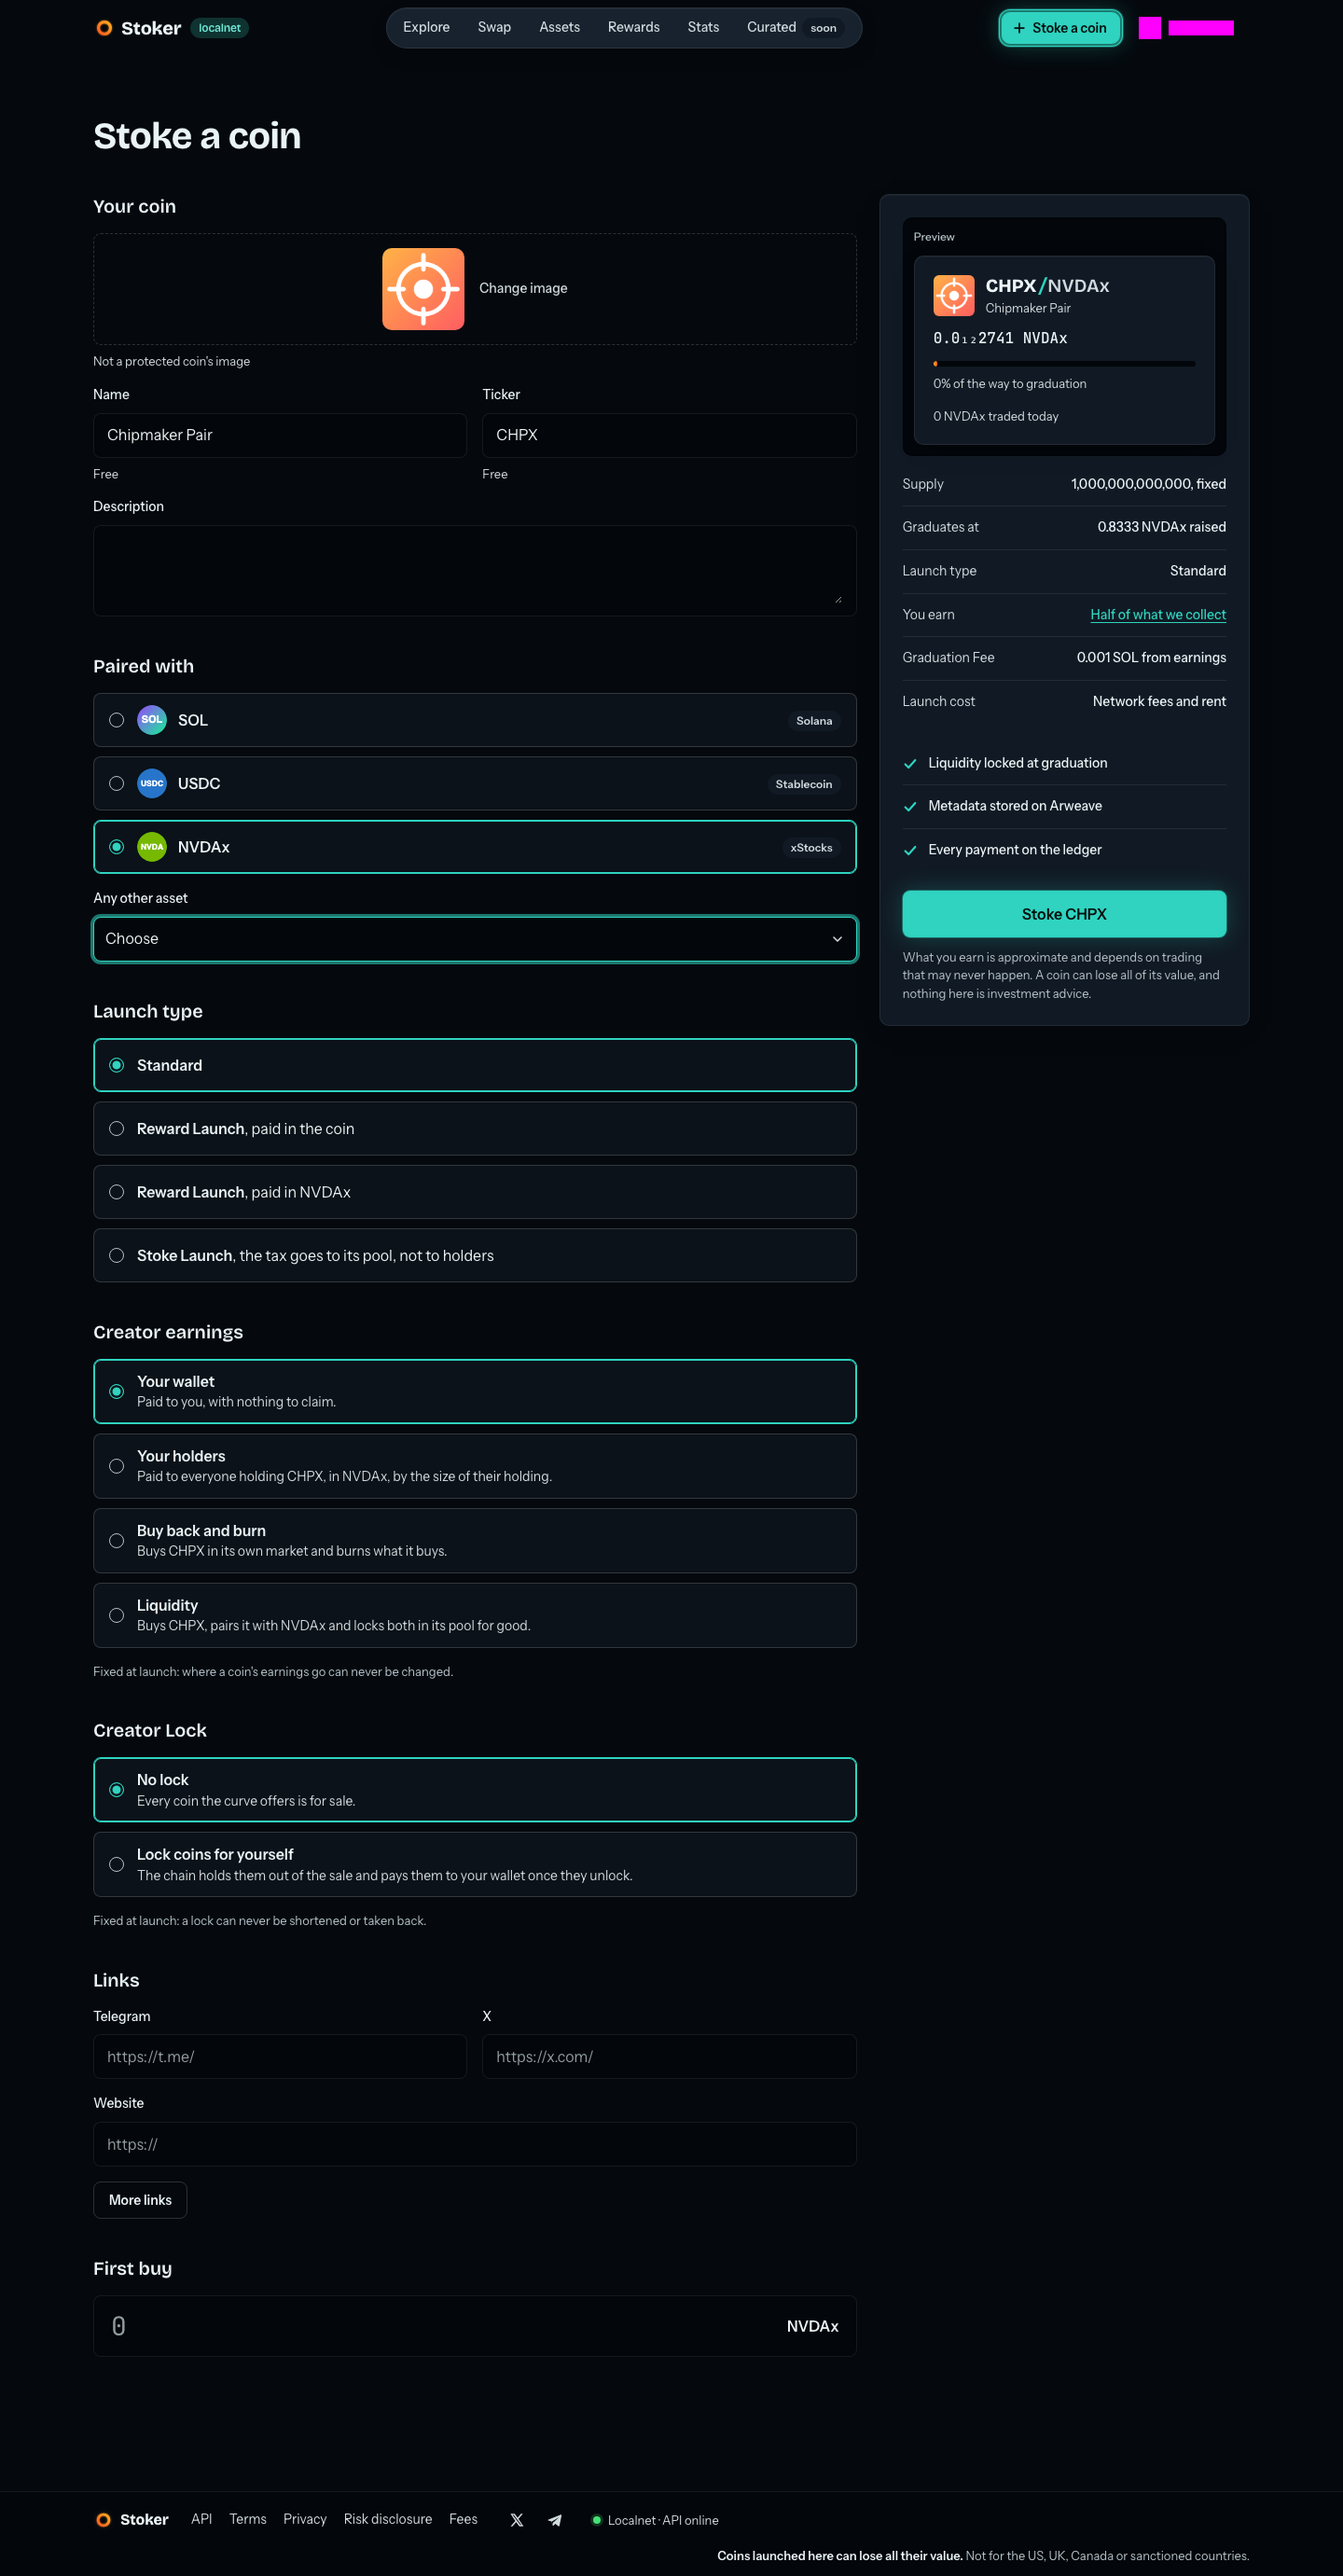 Stoker localnet
Explore Swap Assets Rewards Stats Curated soon
+ Stoke a coin
Stoke a coin
Your coin
Change image
Not a protected coin's image
Name
Ticker
Chipmaker Pair
CHPX
Free
Free
Description
Paired with
SOL SOL Solana
USDC USDC Stablecoin
NVDA NVDAx xStocks
Any other asset
Choose
Launch type
Standard
Reward Launch, paid in the coin
Reward Launch, paid in NVDAx
Stoke Launch, the tax goes to its pool, not to holders
Creator earnings
Your wallet
Paid to you, with nothing to claim.
Your holders
Paid to everyone holding CHPX, in NVDAx, by the size of their holding.
Buy back and burn
Buys CHPX in its own market and burns what it buys.
Liquidity
Buys CHPX, pairs it with NVDAx and locks both in its pool for good.
Fixed at launch: where a coin's earnings go can never be changed.
Creator Lock
No lock
Every coin the curve offers is for sale.
Lock coins for yourself
The chain holds them out of the sale and pays them to your wallet once they unlock.
Fixed at launch: a lock can never be shortened or taken back.
Links
Telegram
X
https://t.me/
https://x.com/
Website
https://
More links
First buy
0 NVDAx
Preview
CHPX/NVDAx
Chipmaker Pair
0.0₁₂2741 NVDAx
0% of the way to graduation
0 NVDAx traded today
Supply 1,000,000,000,000, fixed
Graduates at 0.8333 NVDAx raised
Launch type Standard
You earn Half of what we collect
Graduation Fee 0.001 SOL from earnings
Launch cost Network fees and rent
Liquidity locked at graduation
Metadata stored on Arweave
Every payment on the ledger
Stoke CHPX
What you earn is approximate and depends on trading
that may never happen. A coin can lose all of its value, and
nothing here is investment advice.
Stoker API Terms Privacy Risk disclosure Fees Localnet · API online
Coins launched here can lose all their value. Not for the US, UK, Canada or sanctioned countries.